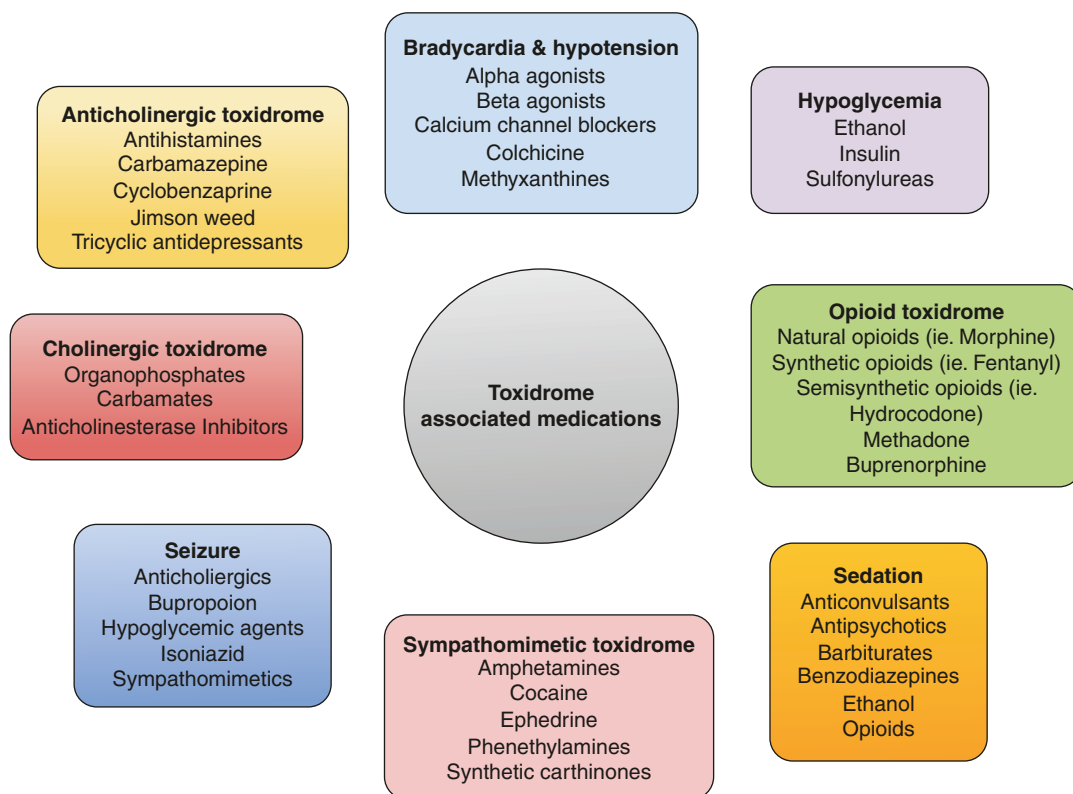 Bradycardia & hypotension
Alpha agonists
Beta agonists
Calcium channel blockers
Colchicine
Methyxanthines
Anticholinergic toxidrome
Antihistamines
Carbamazepine
Cyclobenzaprine
Jimson weed
Tricyclic antidepressants
Hypoglycemia
Ethanol
Insulin
Sulfonylureas
Cholinergic toxidrome
Organophosphates
Carbamates
Anticholinesterase Inhibitors
Toxidrome
associated medications
Opioid toxidrome
Natural opioids (ie. Morphine)
Synthetic opioids (ie. Fentanyl)
Semisynthetic opioids (ie.
Hydrocodone)
Methadone
Buprenorphine
Seizure
Anticholiergics
Bupropoion
Hypoglycemic agents
Isoniazid
Sympathomimetics
Sympathomimetic toxidrome
Amphetamines
Cocaine
Ephedrine
Phenethylamines
Synthetic carthinones
Sedation
Anticonvulsants
Antipsychotics
Barbiturates
Benzodiazepines
Ethanol
Opioids